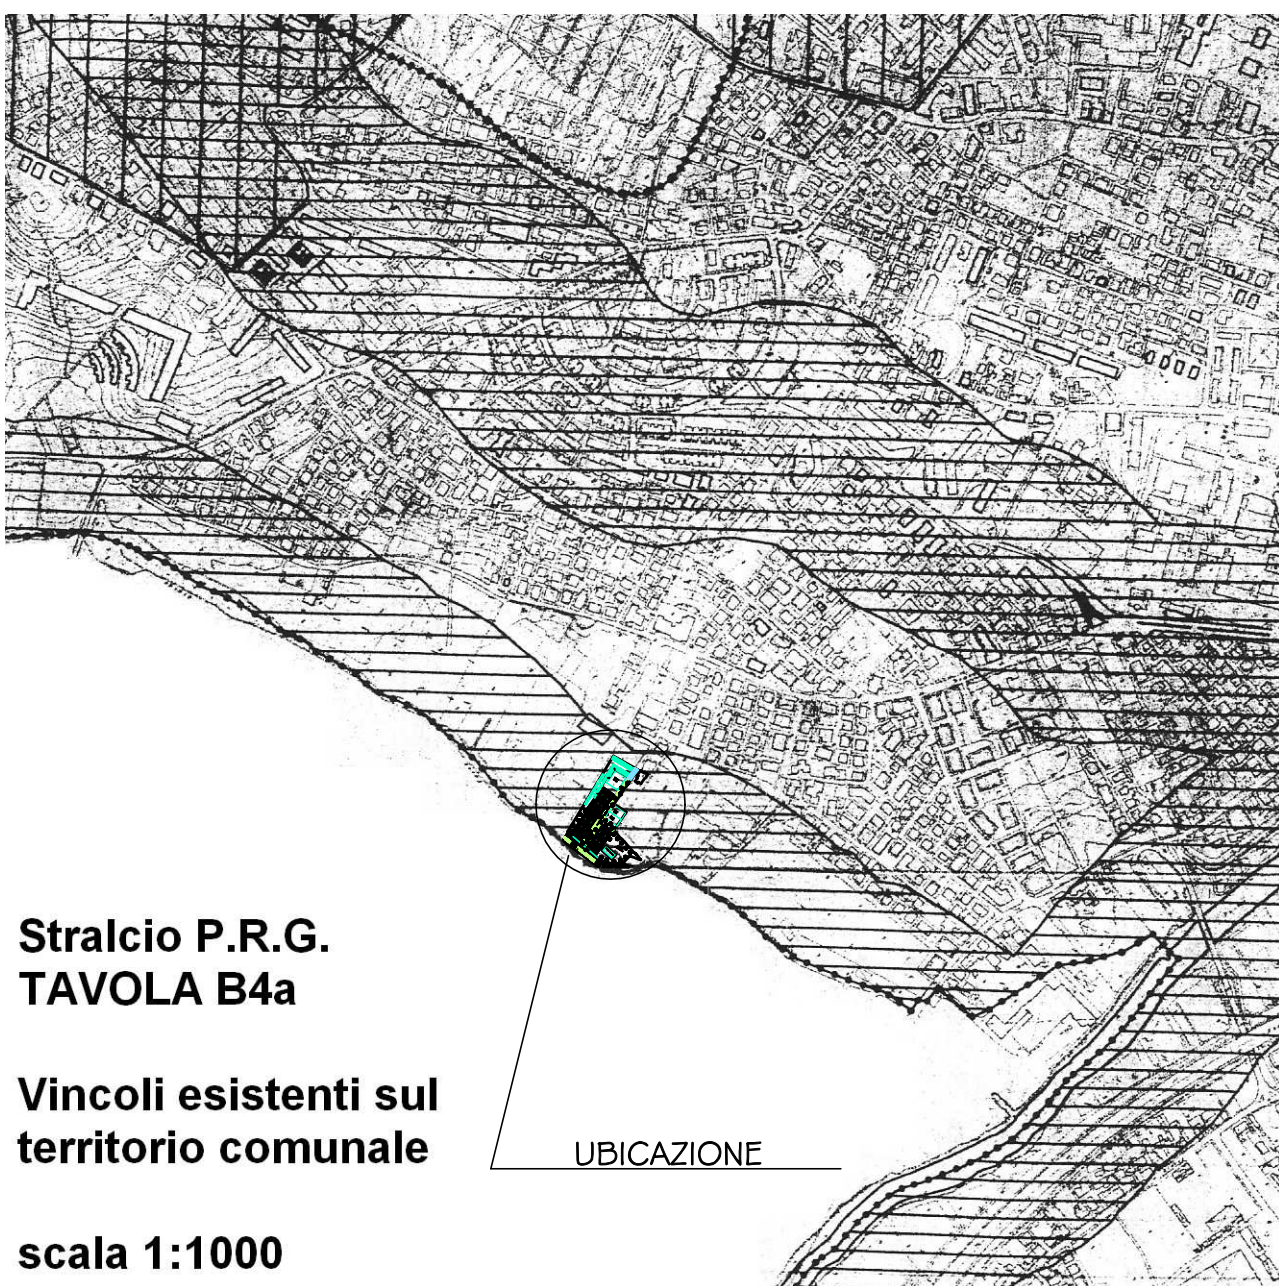 Stralcio P.R.G.
TAVOLA B4a
Vincoli esistenti sul
territorio comunale
scala 1:1000
UBICAZIONE